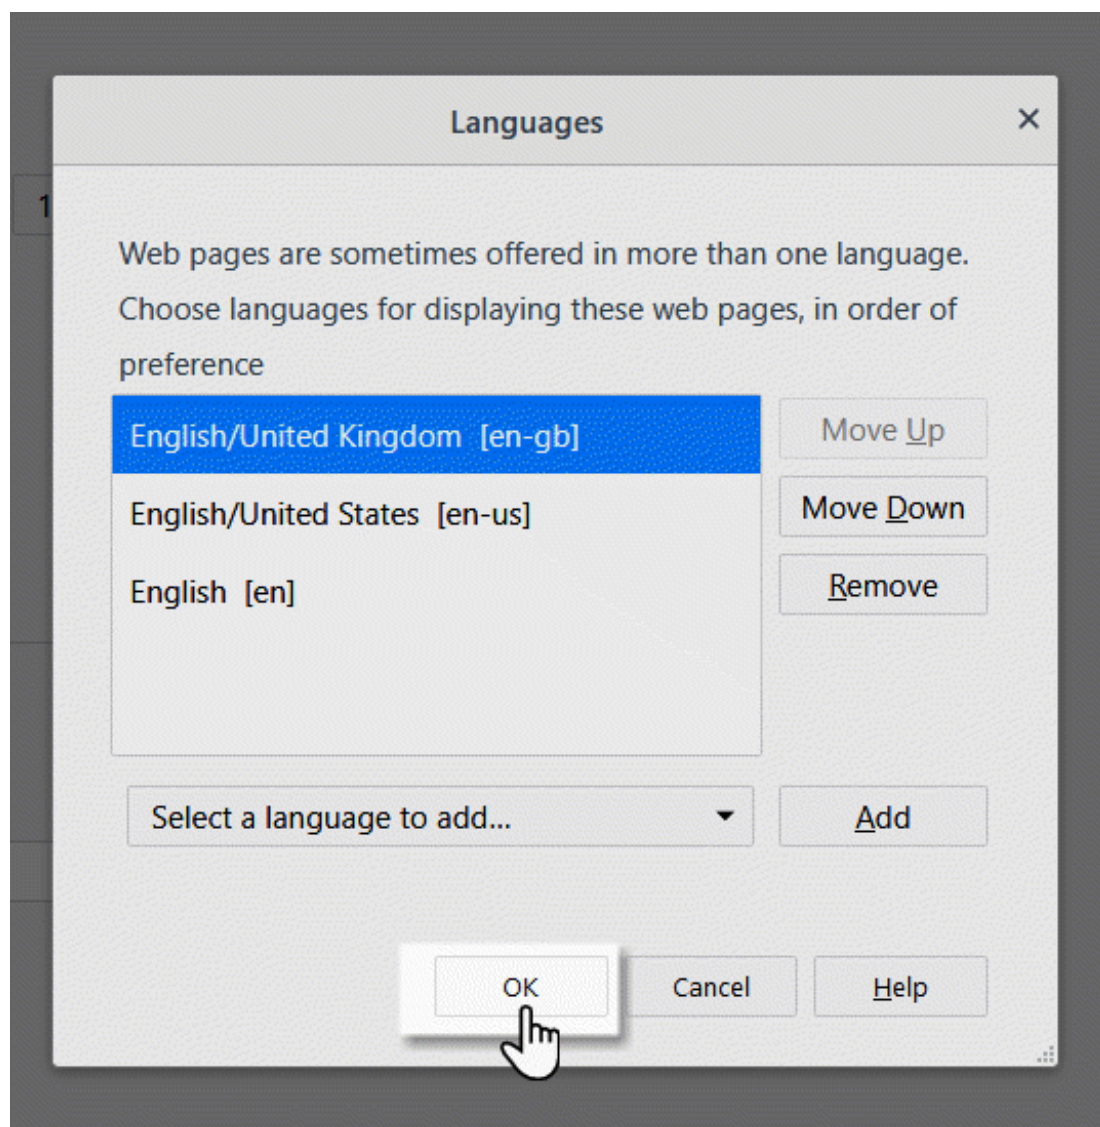 Languages
1
Web pages are sometimes offered in more than one language.
Choose languages for displaying these web pages, in order of
preference
English/United Kingdom [en-gb]
Move Up
English/United States [en-us]
Move Down
English [en]
Remove
Select a language to add...
Add
OK
Cancel
Help